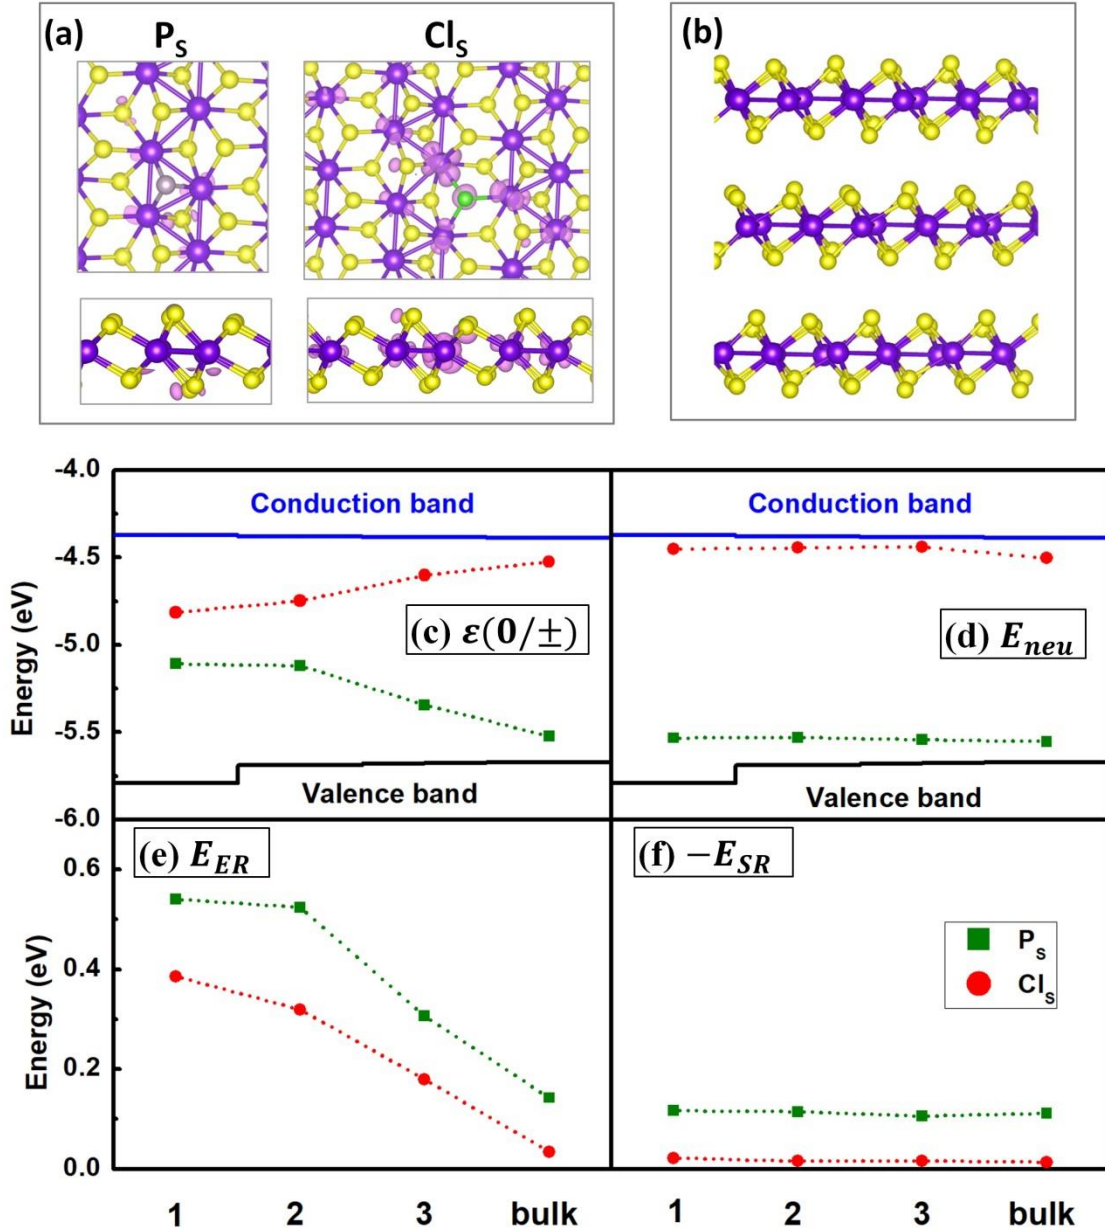 (a) P_S Cl_S
(b)
-4.0
-4.5
-5.0
-5.5
-6.0
Energy (eV)
Conduction band
(c) ε(0/±)
Valence band
Conduction band
(d) E_neu
Valence band
0.6
0.4
0.2
0.0
Energy (eV)
(e) E_ER
(f) −E_SR
P_s
Cl_s
1 2 3 bulk
1 2 3 bulk